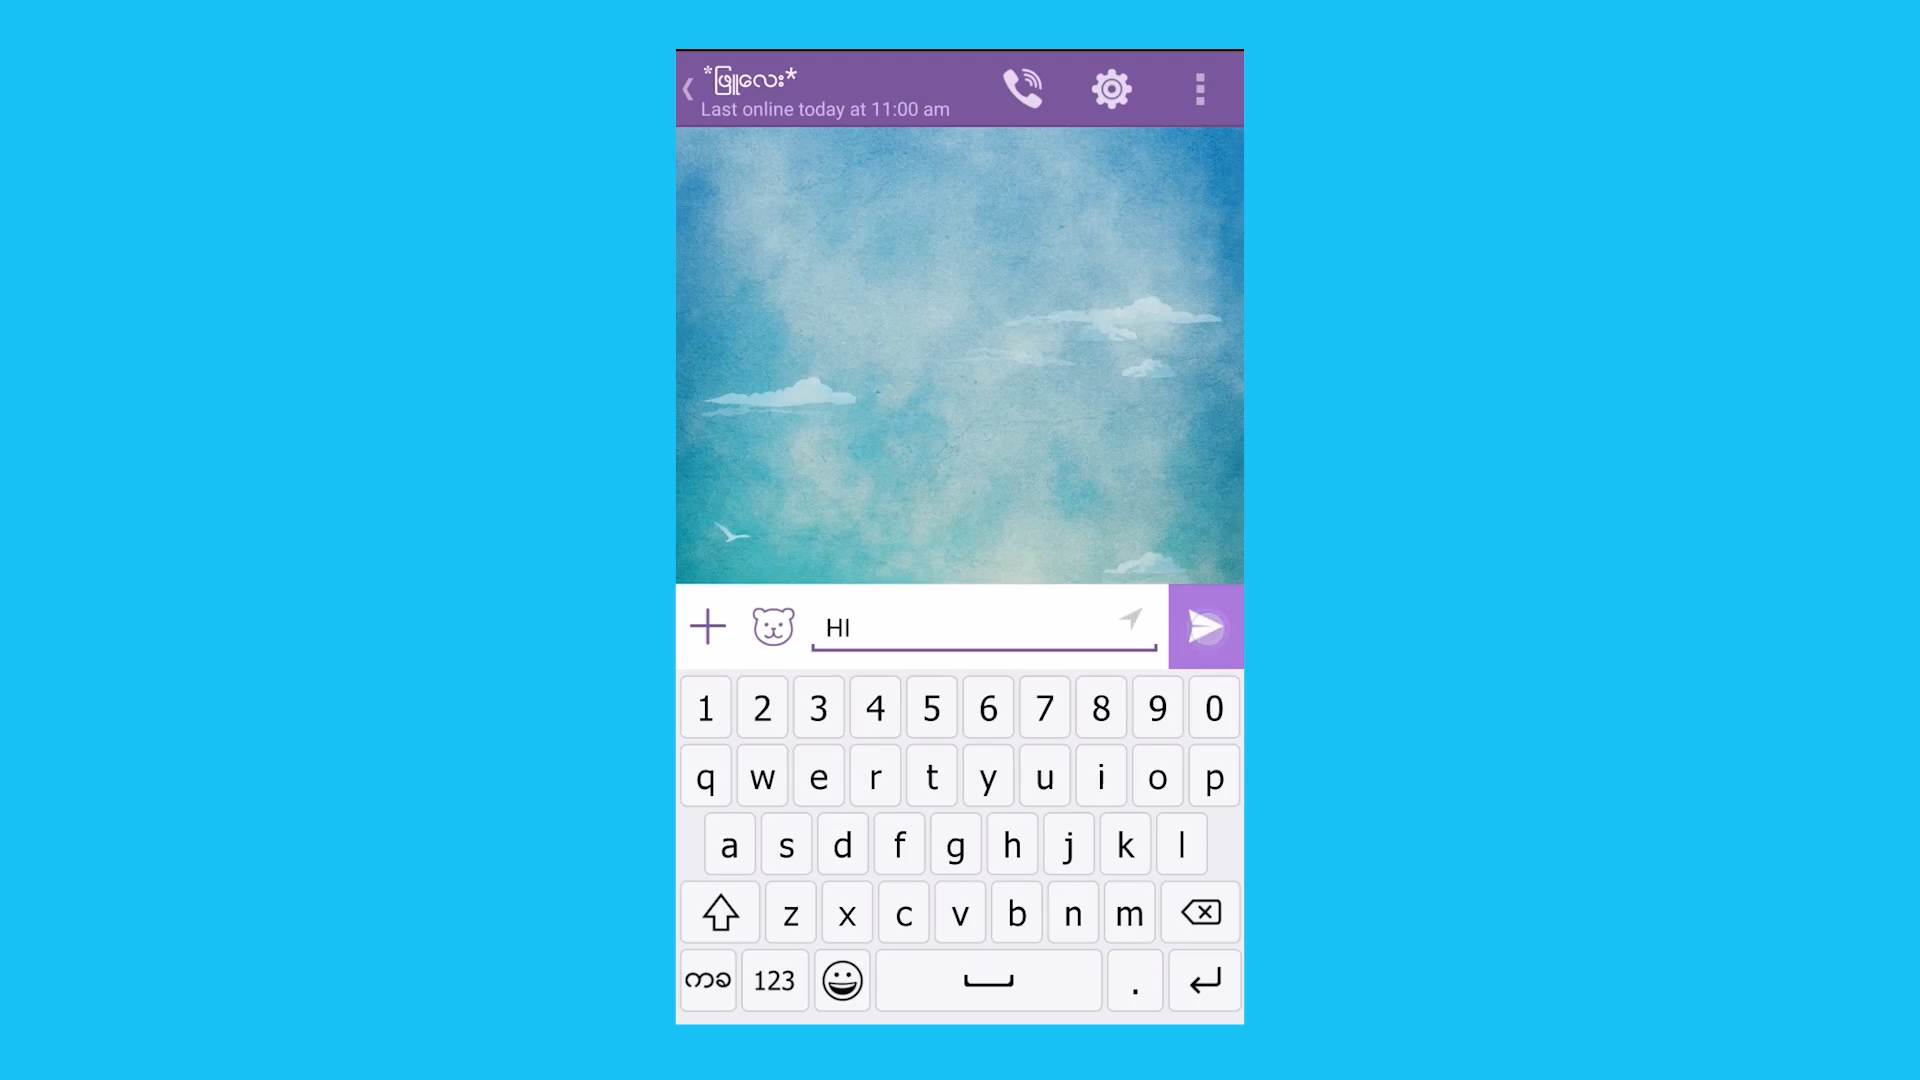 *ဖြူလေး*
Last online today at 11:00 am
HI
1 2 3 4 5 6 7 8 9 0
q w e r t y u i o p
a s d f g h j k l
z x c v b n m
ကခ 123 .